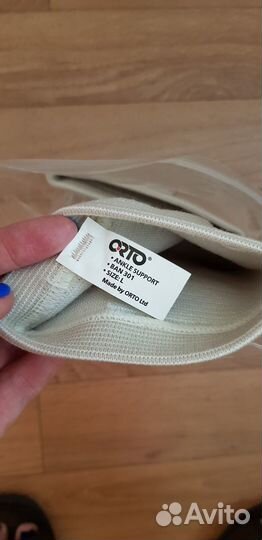 ORTO
• ANKLE SUPPORT
• BAN 301
• SIZE: L
Made by ORTO Ltd
Avito